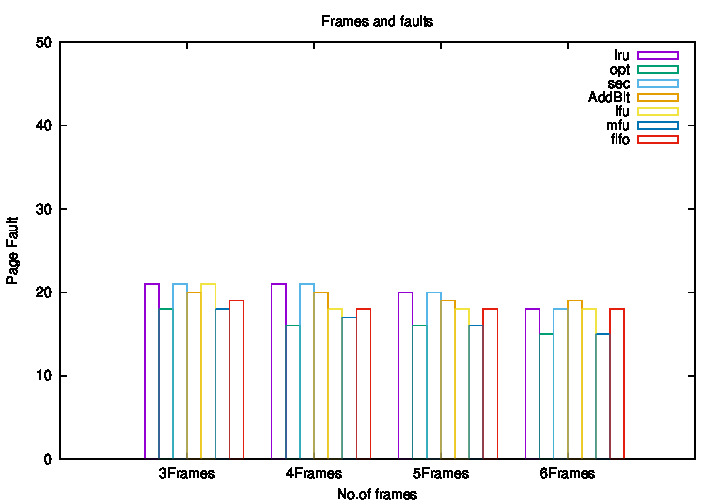 Frames and faults
50
40
30
20
10
0
Page Fault
lru
opt
sec
AddBit
lfu
mfu
fifo
3Frames
4Frames
5Frames
6Frames
No.of frames